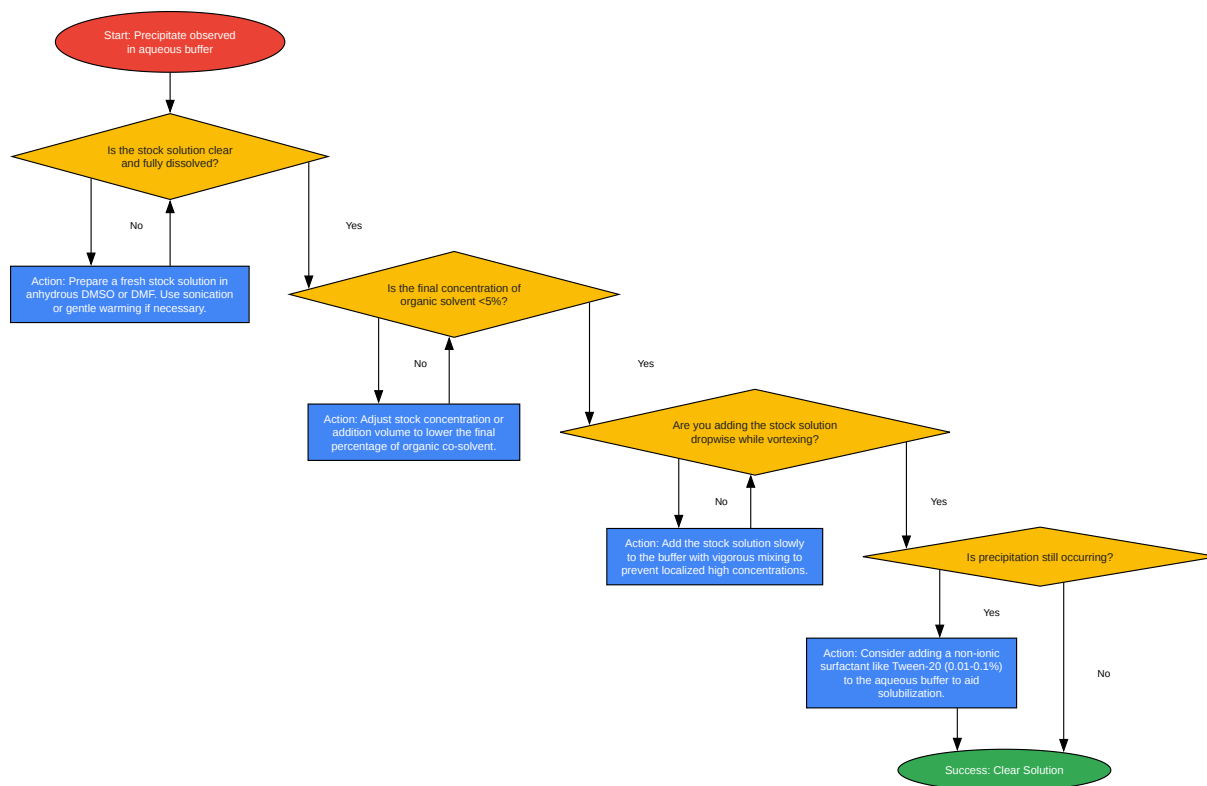 Start: Precipitate observed
in aqueous buffer
Is the stock solution clear
and fully dissolved?
No
Yes
Action: Prepare a fresh stock solution in
anhydrous DMSO or DMF. Use sonication
or gentle warming if necessary.
Is the final concentration of
organic solvent <5%?
No
Yes
Action: Adjust stock concentration or
addition volume to lower the final
percentage of organic co-solvent.
Are you adding the stock solution
dropwise while vortexing?
No
Yes
Action: Add the stock solution slowly
to the buffer with vigorous mixing to
prevent localized high concentrations.
Is precipitation still occurring?
Yes
Action: Consider adding a non-ionic
surfactant like Tween-20 (0.01-0.1%)
to the aqueous buffer to aid
solubilization.
No
Success: Clear Solution